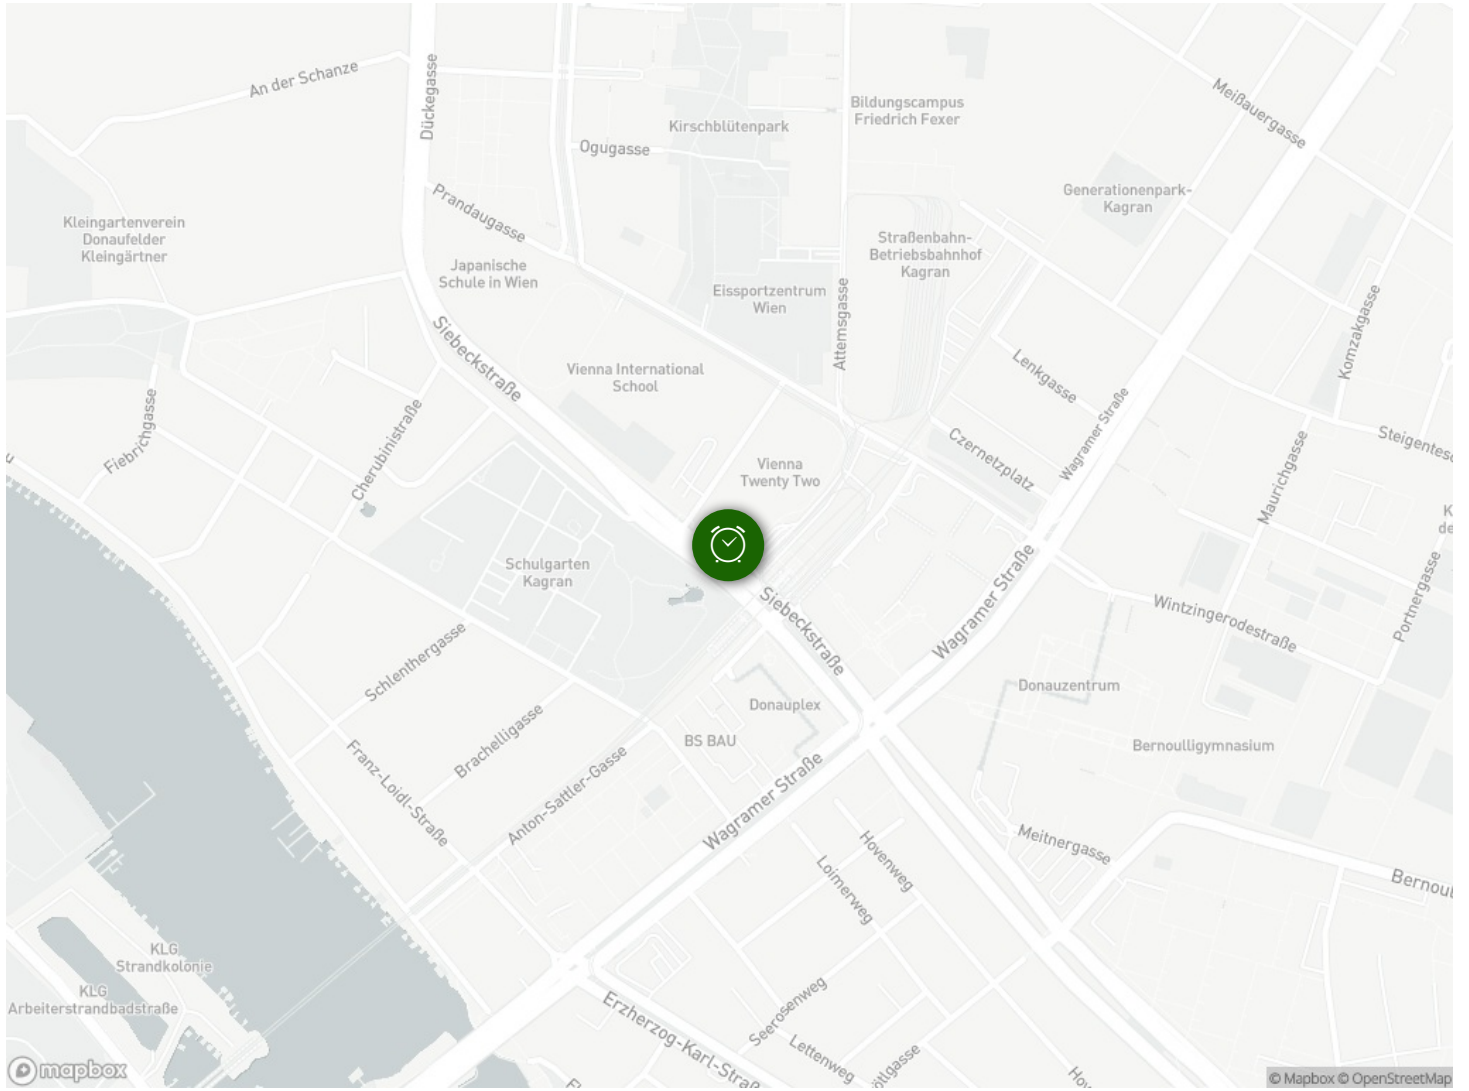 An der Schanze
Dückegasse
Meißauergasse
Bildungscampus
Friedrich Fexer
Kirschblütenpark
Ogugasse
Generationenpark-
Kagran
Prandaugasse
Kleingartenverein
Donaufelder
Kleingärtner
Straßenbahn-
Betriebsbahnhof
Kagran
Japanische
Schule in Wien
Eissportzentrum
Wien
Attemsgasse
Komzakgasse
Siebeckstraße
Vienna International
School
Lenkgasse
Wagramer Straße
Fiebrichgasse
Cherubinistraße
Czernetzplatz
Steigentesc
Maurichgasse
Vienna
Twenty Two
K
de
Schulgarten
Kagran
Siebeckstraße
Wagramer Straße
Wintzingerodestraße
Portnergasse
Schlenthergasse
Donauzentrum
Donauplex
BS BAU
Brachelligasse
Bernoulligymnasium
Franz-Loidl-Straße
Anton-Sattler-Gasse
Wagramer Straße
Hovenweg
Loimerweg
Meitnergasse
Bernoul
KLG
Strandkolonie
KLG
Arbeiterstrandbadstraße
Seerosenweg
Erzherzog-Karl-Straß
Lettenweg
mapbox
© Mapbox © OpenStreetMap